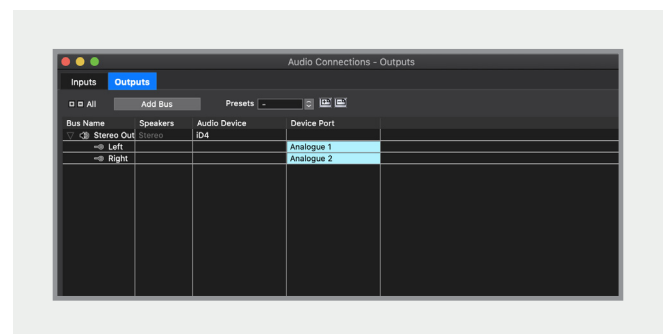 Audio Connections - Outputs
Inputs Outputs
All Add Bus Presets -
Bus Name Speakers Audio Device Device Port
Stereo Out Stereo iD4
Left Analogue 1
Right Analogue 2